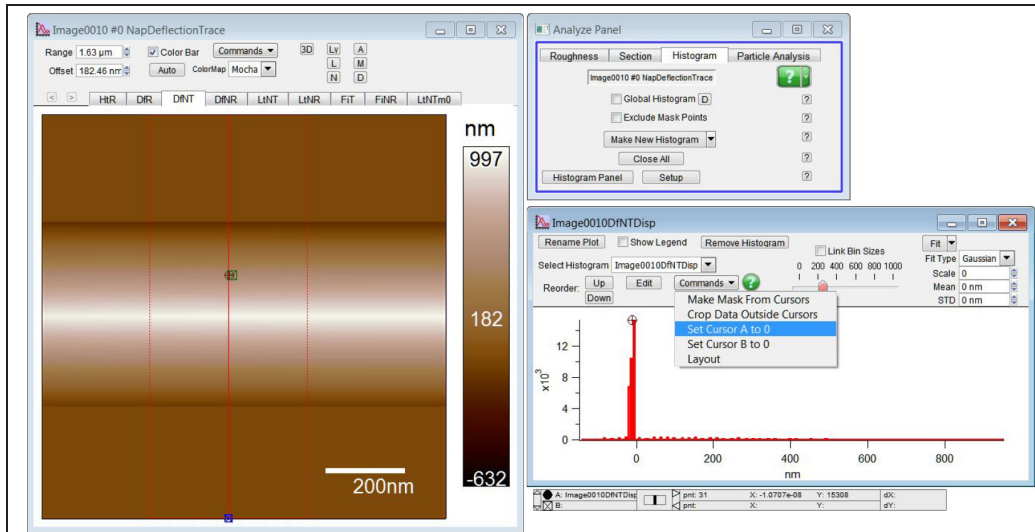 Image0010 #0 NapDeflectionTrace
Range 1.63 µm Color Bar Commands 3D Lv A
L M
Offset 182.46 nm Auto ColorMap Mocha
N D
< > HtR DfR DfNT DfNR LtNT LtNR FiT FiNR LtNTm0
nm
997
182
-632
200nm
Analyze Panel
Roughness Section Histogram Particle Analysis
Image0010 #0 NapDeflectionTrace ?
Global Histogram D ?
Exclude Mask Points ?
Make New Histogram ?
Close All ?
Histogram Panel Setup ?
Image0010DfNTDisp
Rename Plot Show Legend Remove Histogram Link Bin Sizes Fit
Select Histogram Image0010DfNTDisp 0 200 400 600 800 1000 Fit Type Gaussian
Scale 0
Reorder: Up Edit Commands ? Mean 0 nm
Down STD 0 nm
Make Mask From Cursors
Crop Data Outside Cursors
Set Cursor A to 0
Set Cursor B to 0
Layout
x10³
12
8
4
0
0 200 400 600 800
nm
A: Image0010DfNTDisp pnt: 31 X: -1.0707e-08 Y: 15308 dX:
B: pnt: X: Y: dY: